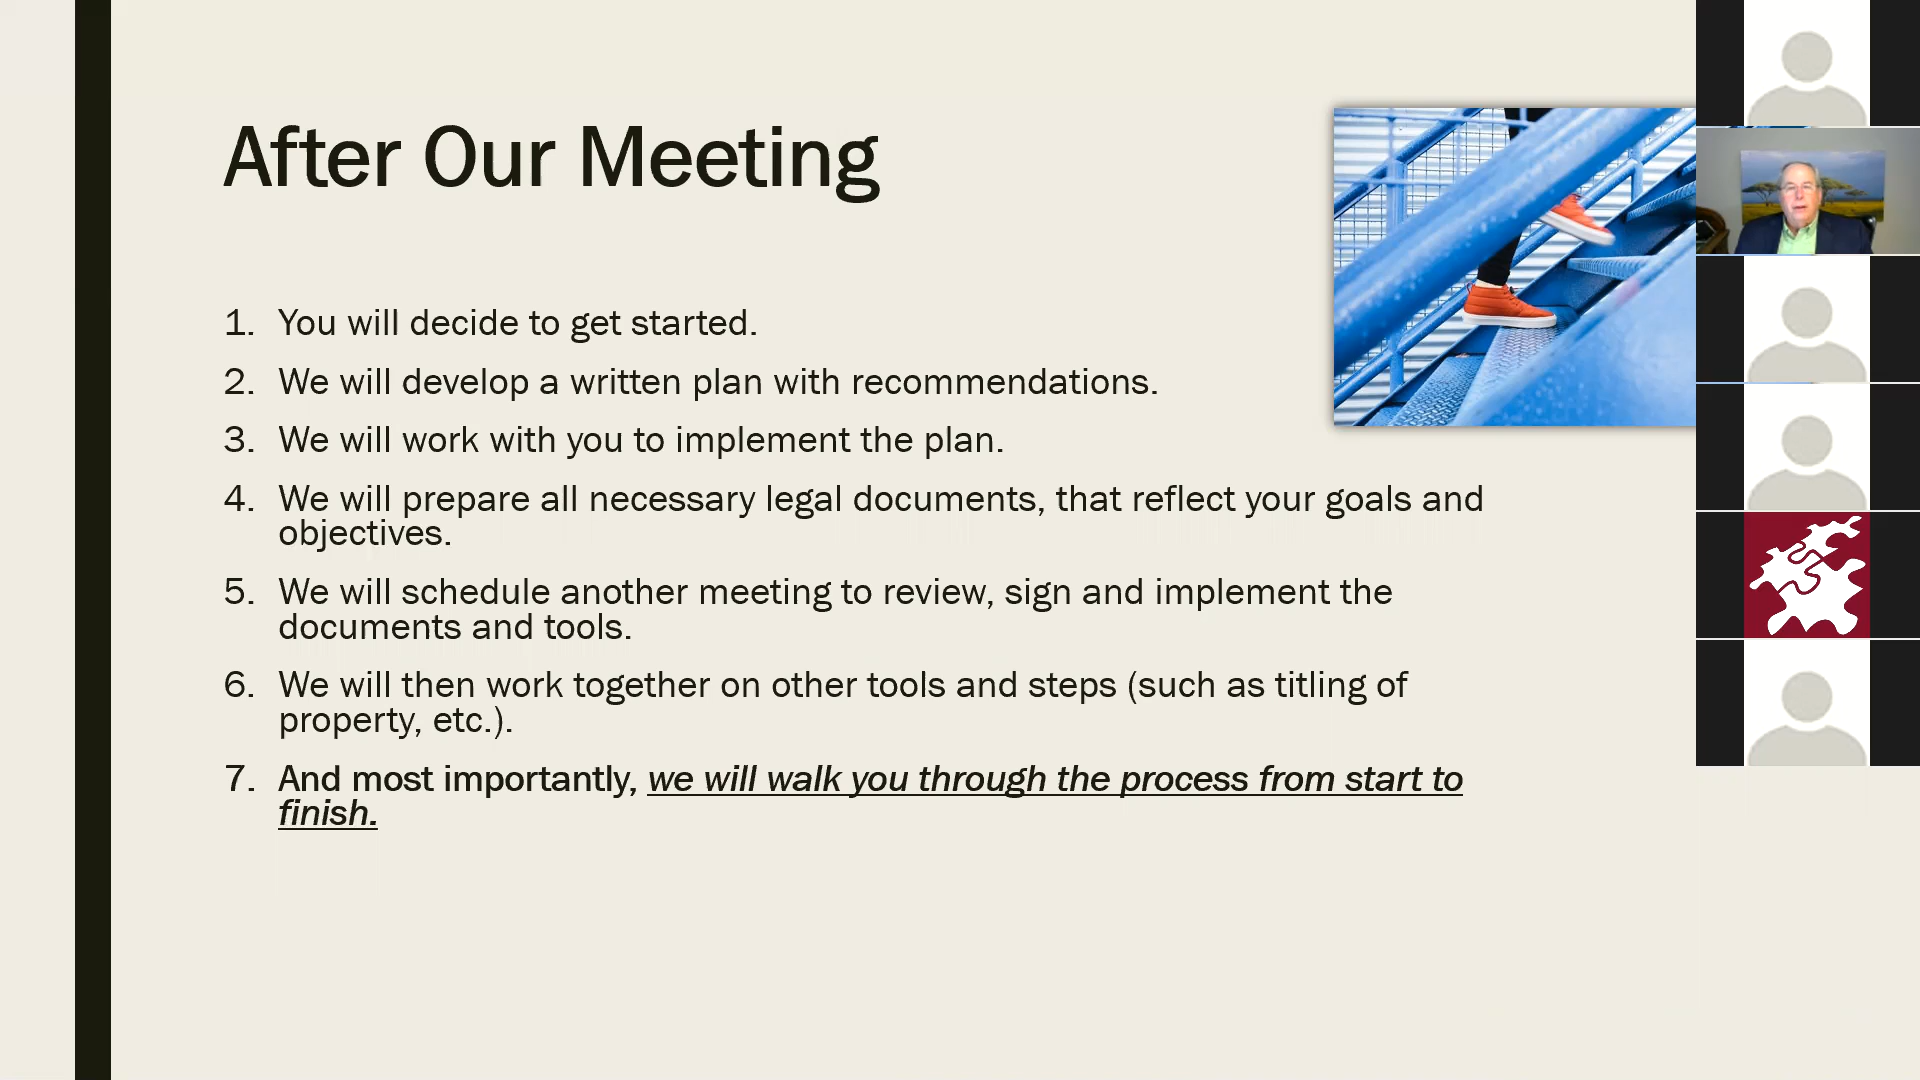 After Our Meeting
1. You will decide to get started.
2. We will develop a written plan with recommendations.
3. We will work with you to implement the plan.
4. We will prepare all necessary legal documents, that reflect your goals and
objectives.
5. We will schedule another meeting to review, sign and implement the
documents and tools.
6. We will then work together on other tools and steps (such as titling of
property, etc.).
7. And most importantly, we will walk you through the process from start to
finish.